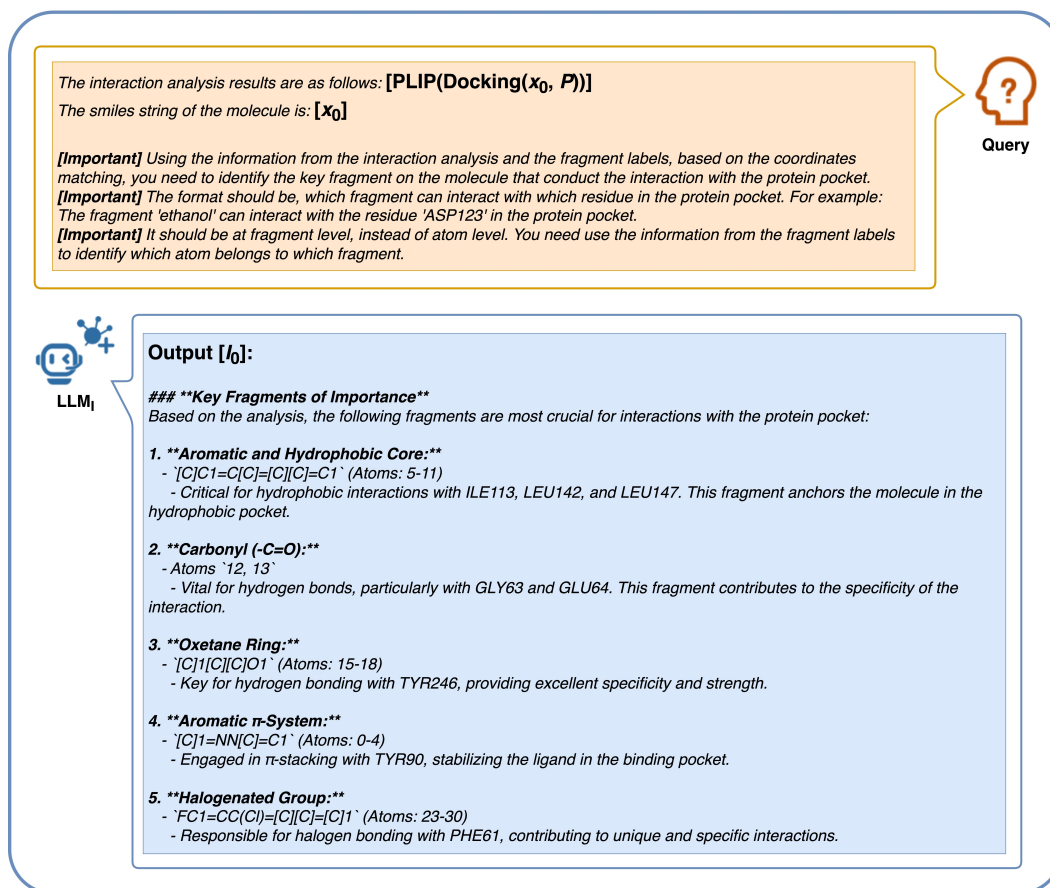 The interaction analysis results are as follows: [PLIP(Docking(x₀, P))]
The smiles string of the molecule is: [x₀]
[Important] Using the information from the interaction analysis and the fragment labels, based on the coordinates
matching, you need to identify the key fragment on the molecule that conduct the interaction with the protein pocket.
[Important] The format should be, which fragment can interact with which residue in the protein pocket. For example:
The fragment 'ethanol' can interact with the residue 'ASP123' in the protein pocket.
[Important] It should be at fragment level, instead of atom level. You need use the information from the fragment labels
to identify which atom belongs to which fragment.
Query
LLM_I
Output [I₀]:
### **Key Fragments of Importance**
Based on the analysis, the following fragments are most crucial for interactions with the protein pocket:
1. **Aromatic and Hydrophobic Core:**
- `[C]C1=C[C]=[C][C]=C1` (Atoms: 5-11)
- Critical for hydrophobic interactions with ILE113, LEU142, and LEU147. This fragment anchors the molecule in the
hydrophobic pocket.
2. **Carbonyl (-C=O):**
- Atoms `12, 13`
- Vital for hydrogen bonds, particularly with GLY63 and GLU64. This fragment contributes to the specificity of the
interaction.
3. **Oxetane Ring:**
- `[C]1[C][C]O1` (Atoms: 15-18)
- Key for hydrogen bonding with TYR246, providing excellent specificity and strength.
4. **Aromatic π-System:**
- `[C]1=NN[C]=C1` (Atoms: 0-4)
- Engaged in π-stacking with TYR90, stabilizing the ligand in the binding pocket.
5. **Halogenated Group:**
- `FC1=CC(Cl)=[C][C]=[C]1` (Atoms: 23-30)
- Responsible for halogen bonding with PHE61, contributing to unique and specific interactions.